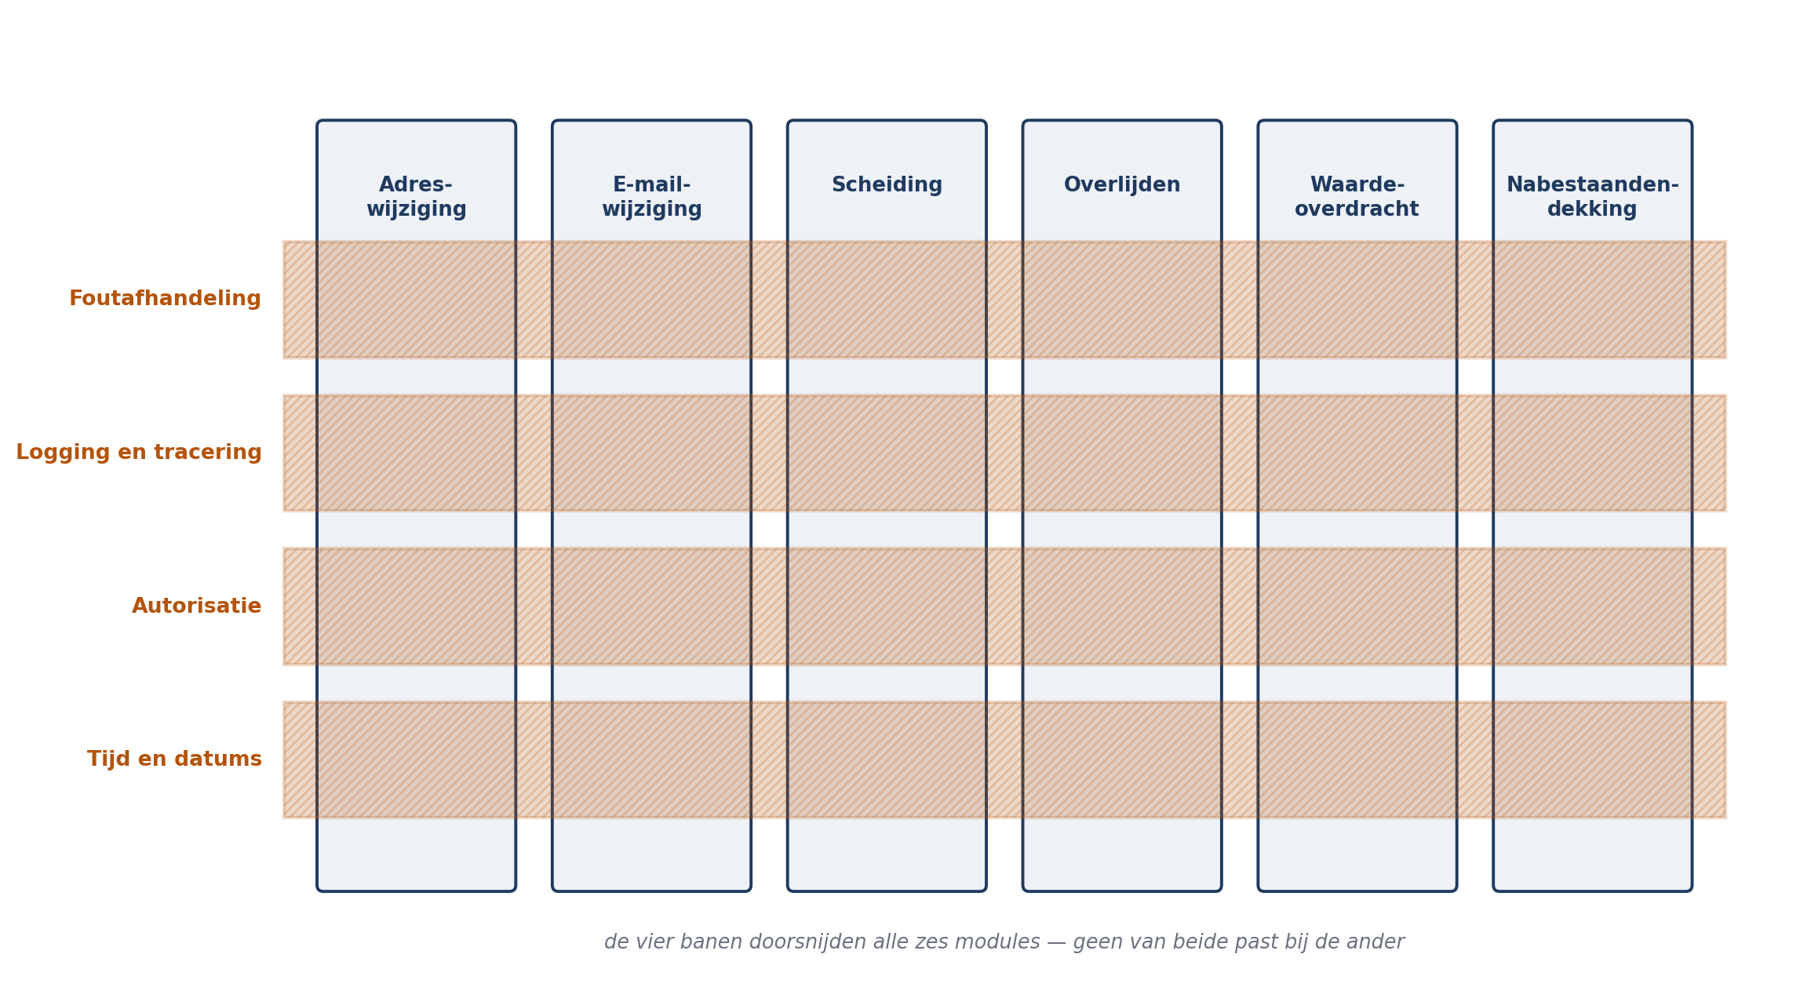 Adres-
wijziging
E-mail-
wijziging
Scheiding
Overlijden
Waarde-
overdracht
Nabestaanden-
dekking
Foutafhandeling
Logging en tracering
Autorisatie
Tijd en datums
de vier banen doorsnijden alle zes modules — geen van beide past bij de ander